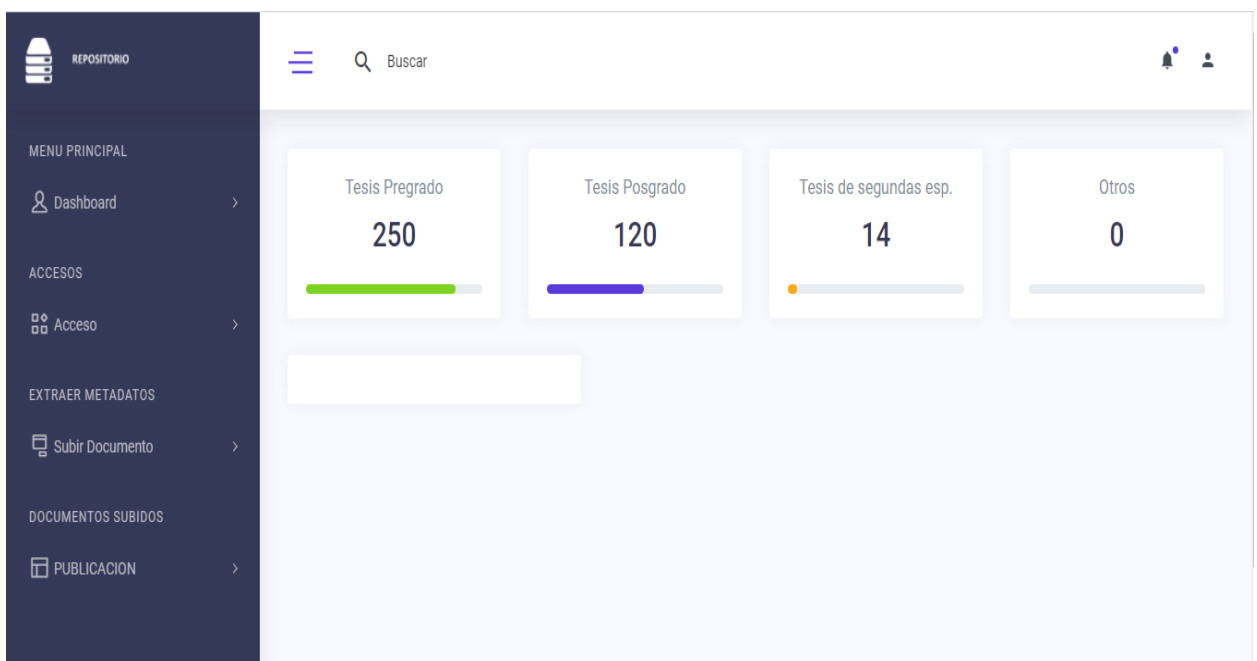 REPOSITORIO
Buscar
MENU PRINCIPAL
Dashboard
ACCESOS
Acceso
EXTRAER METADATOS
Subir Documento
DOCUMENTOS SUBIDOS
PUBLICACION
Tesis Pregrado
250
Tesis Posgrado
120
Tesis de segundas esp.
14
Otros
0